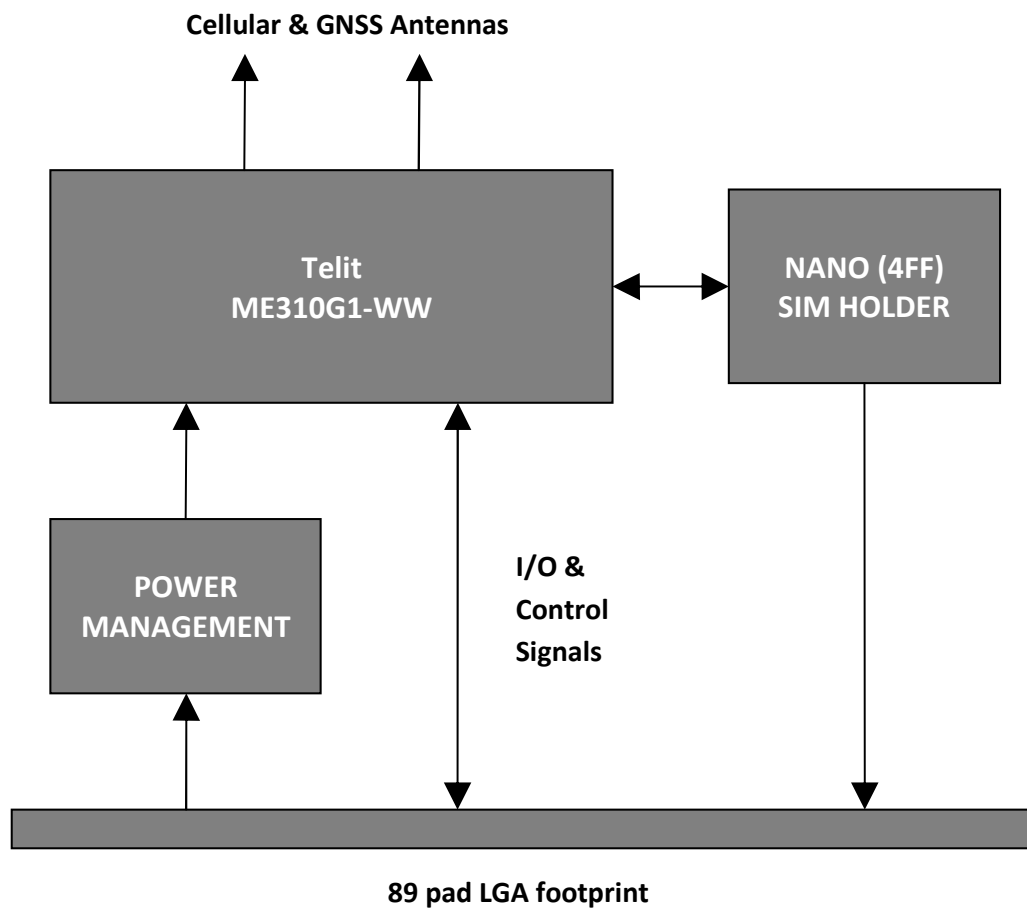 Cellular & GNSS Antennas
Telit
ME310G1-WW
NANO (4FF)
SIM HOLDER
POWER
MANAGEMENT
I/O &
Control
Signals
89 pad LGA footprint